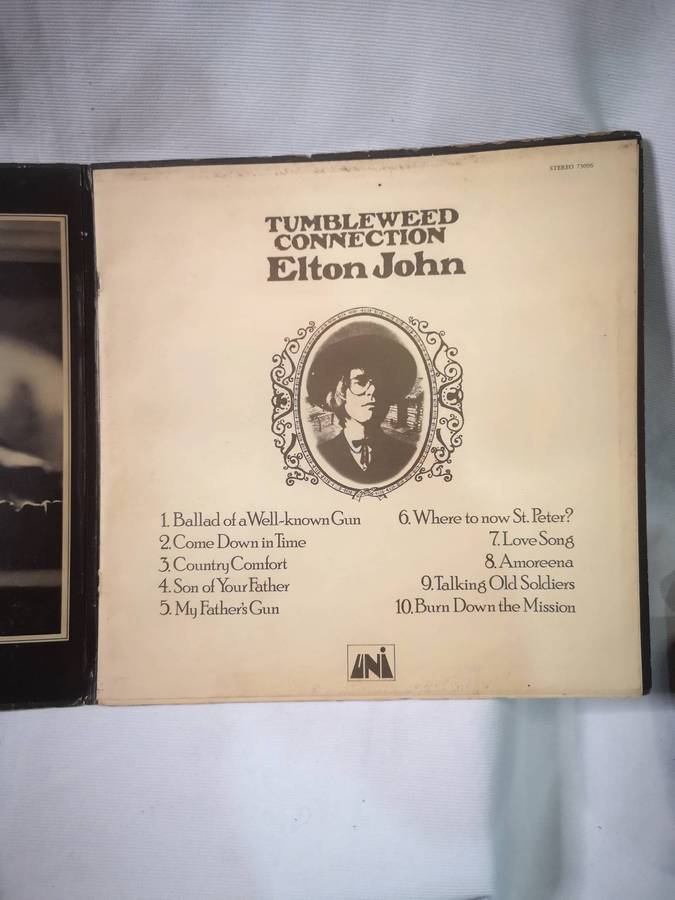 STEREO 73096
TUMBLEWEED
CONNECTION
Elton John
1. Ballad of a Well-known Gun
2. Come Down in Time
3. Country Comfort
4. Son of Your Father
5. My Father's Gun
6. Where to now St. Peter?
7. Love Song
8. Amoreena
9. Talking Old Soldiers
10. Burn Down the Mission
UNI